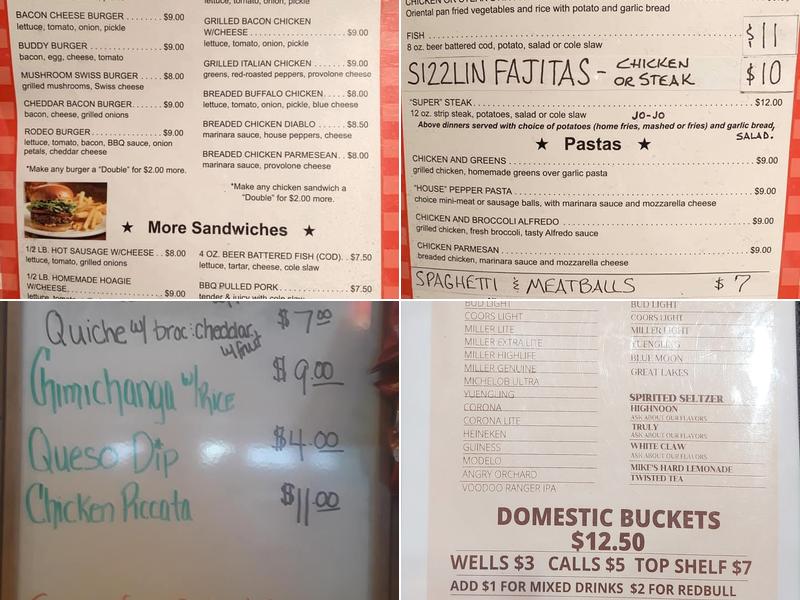 BACON CHEESE BURGER $9.00
lettuce, tomato, onion, pickle
BUDDY BURGER $9.00
bacon, egg, cheese, tomato
MUSHROOM SWISS BURGER $8.00
grilled mushrooms, Swiss cheese
CHEDDAR BACON BURGER $9.00
bacon, cheese, grilled onions
RODEO BURGER $9.00
lettuce, tomato, bacon, BBQ sauce, onion
petals, cheddar cheese
*Make any burger a "Double" for $2.00 more.
lettuce, tomato, onion, pickle
GRILLED BACON CHICKEN
W/CHEESE $9.00
lettuce, tomato, onion, pickle
GRILLED ITALIAN CHICKEN $9.00
greens, red-roasted peppers, provolone cheese
BREADED BUFFALO CHICKEN $8.00
lettuce, tomato, onion, pickle, blue cheese
BREADED CHICKEN DIABLO $8.50
marinara sauce, house peppers, cheese
BREADED CHICKEN PARMESEAN $8.00
marinara sauce, provolone cheese
*Make any chicken sandwich a
"Double" for $2.00 more.
★ More Sandwiches ★
1/2 LB. HOT SAUSAGE W/CHEESE $8.00
tomato, grilled onions
1/2 LB. HOMEMADE HOAGIE
W/CHEESE $9.00
lettuce, tomato,
4 OZ. BEER BATTERED FISH (COD) $7.50
lettuce, tartar, cheese, cole slaw
BBQ PULLED PORK $7.50
tender & juicy with cole slaw
Oriental pan fried vegetables and rice with potato and garlic bread
FISH $11
8 oz. beer battered cod, potato, salad or cole slaw
SIZZLIN FAJITAS - CHICKEN OR STEAK $10
"SUPER" STEAK $12.00
12 oz. strip steak, potatoes, salad or cole slaw JO-JO
Above dinners served with choice of potatoes (home fries, mashed or fries) and garlic bread,
SALAD.
★ Pastas ★
CHICKEN AND GREENS $9.00
grilled chicken, homemade greens over garlic pasta
"HOUSE" PEPPER PASTA $9.00
choice mini-meat or sausage balls, with marinara sauce and mozzarella cheese
CHICKEN AND BROCCOLI ALFREDO $9.00
grilled chicken, fresh broccoli, tasty Alfredo sauce
CHICKEN PARMESAN $9.00
breaded chicken, marinara sauce and mozzarella cheese
SPAGHETTI & MEATBALLS $7
Quiche w/ broc: cheddar $7.00
w/ fruit
Chimichanga w/ RICE $9.00
Queso Dip $4.00
Chicken Piccata $11.00
BUD LIGHT
COORS LIGHT
MILLER LITE
MILLER EXTRA LITE
MILLER HIGHLIFE
MILLER GENUINE
MICHELOB ULTRA
YUENGLING
CORONA
CORONA LITE
HEINEKEN
GUINESS
MODELO
ANGRY ORCHARD
VOODOO RANGER IPA
BUD LIGHT
COORS LIGHT
MILLER LIGHT
YUENGLING
BLUE MOON
GREAT LAKES
SPIRITED SELTZER
HIGHNOON
ASK ABOUT OUR FLAVORS
TRULY
ASK ABOUT OUR FLAVORS
WHITE CLAW
ASK ABOUT OUR FLAVORS
MIKE'S HARD LEMONADE
TWISTED TEA
DOMESTIC BUCKETS
$12.50
WELLS $3 CALLS $5 TOP SHELF $7
ADD $1 FOR MIXED DRINKS $2 FOR REDBULL